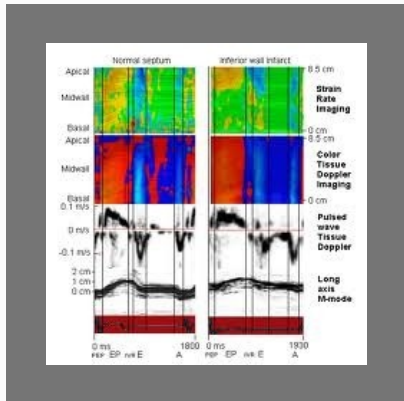 Normal septum
Inferior wall infarct
Apical
8.5 cm
Midwall
Strain
Rate
Imaging
Basal
0 cm
Apical
8.5 cm
Midwall
Color
Tissue
Doppler
Imaging
Basal
0 cm
0.1 m/s
Pulsed
wave
Tissue
Doppler
0 m/s
-0.1 m/s
2 cm
1 cm
0 cm
Long
axis
M-mode
0 ms
1800
0 ms
1930
PEP EP IVR E A
PEP EP IVR E A